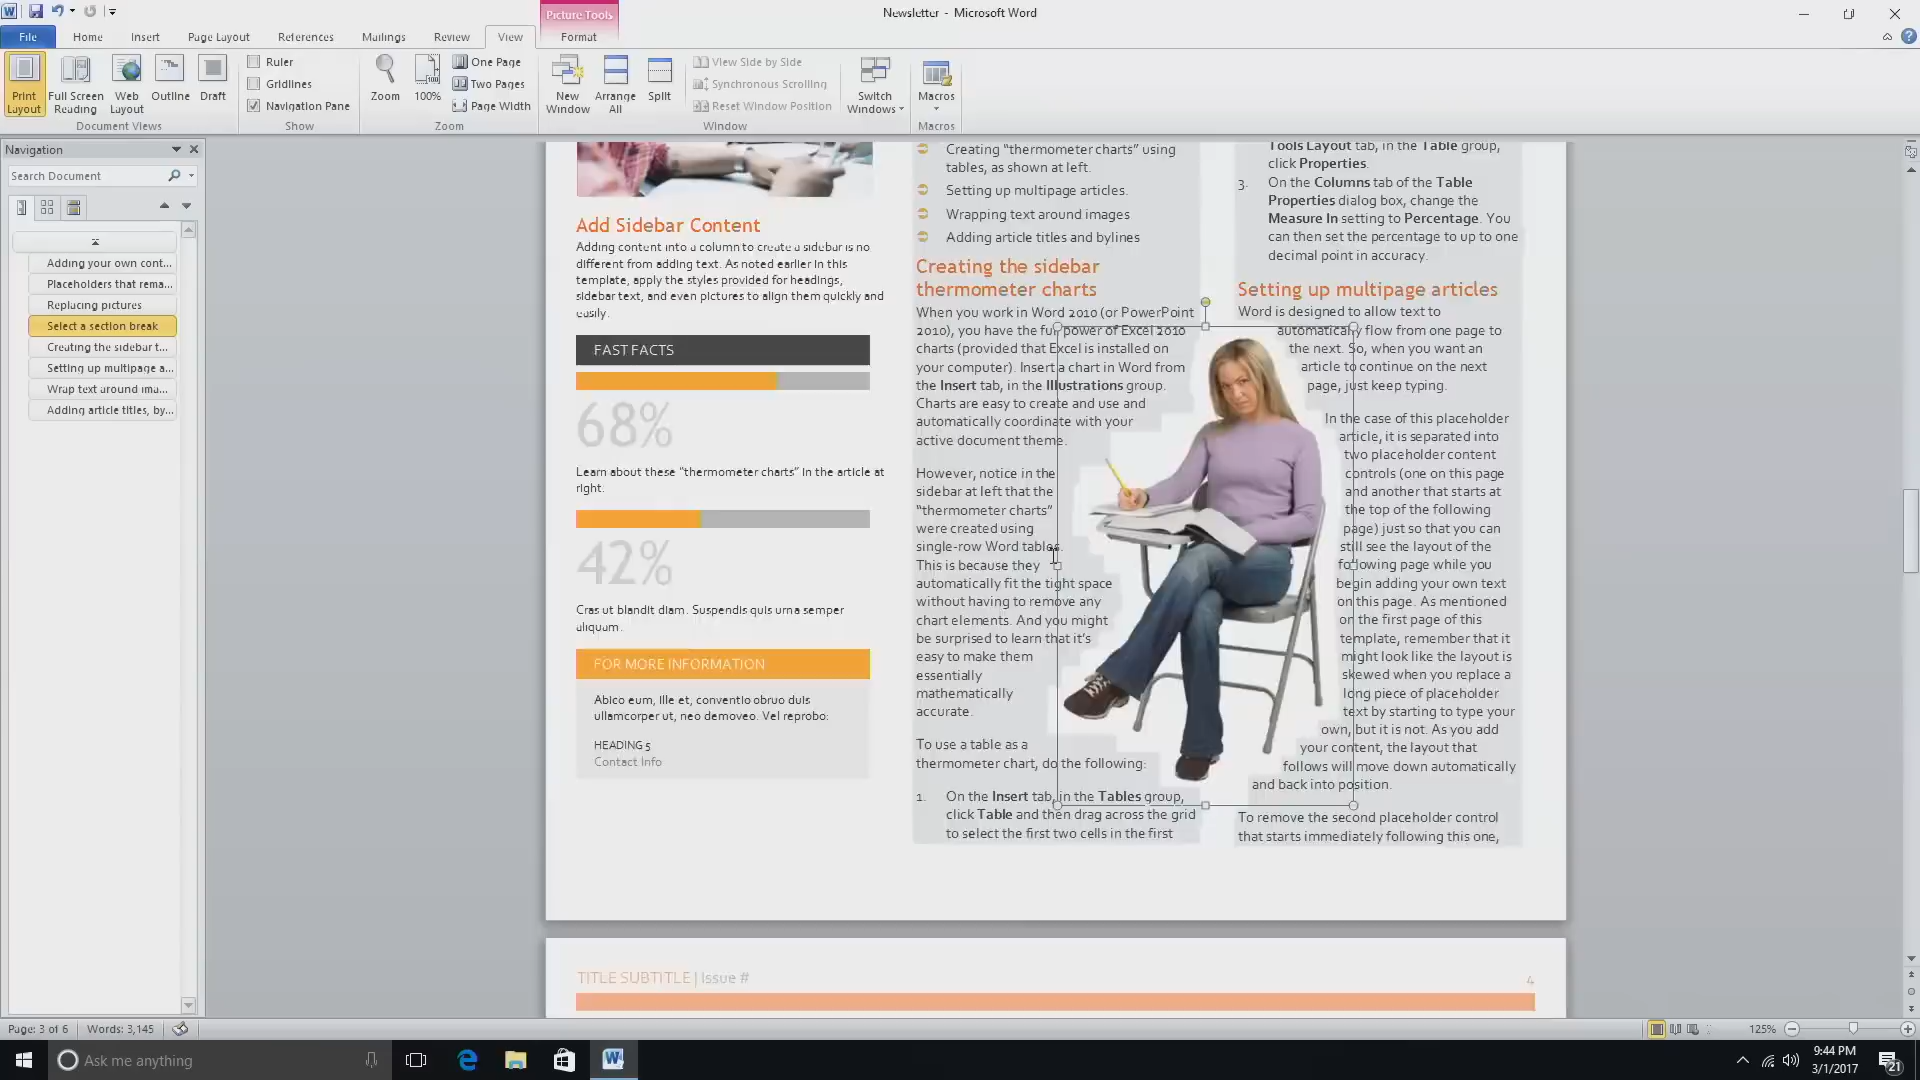 Picture Tools
Newsletter - Microsoft Word
File
Home
Insert
Page Layout
References
Mailings
Review
View
Format
Print Layout
Full Screen Reading
Web Layout
Outline
Draft
Document Views
Ruler
Gridlines
Navigation Pane
Show
Zoom
100%
One Page
Two Pages
Page Width
Zoom
New Window
Arrange All
Split
View Side by Side
Synchronous Scrolling
Reset Window Position
Window
Switch Windows
Macros
Macros
Navigation
Search Document
Adding your own cont...
Placeholders that rema...
Replacing pictures
Select a section break
Creating the sidebar t...
Setting up multipage a...
Wrap text around ima...
Adding article titles, by...
Add Sidebar Content
Adding content into a column to create a sidebar is no
different from adding text. As noted earlier in this
template, apply the styles provided for headings,
sidebar text, and even pictures to align them quickly and
easily.
FAST FACTS
68%
Learn about these "thermometer charts" in the article at
right.
42%
Cras ut blandit diam. Suspendis quis urna semper
aliquam.
FOR MORE INFORMATION
Abico eum, ille et, conventio obruo duis
ullamcorper ut, neo demoveo. Vel reprobo:
HEADING 5
Contact Info
Creating “thermometer charts” using
tables, as shown at left.
Setting up multipage articles.
Wrapping text around images
Adding article titles and bylines
Creating the sidebar
thermometer charts
When you work in Word 2010 (or PowerPoint
2010), you have the full power of Excel 2010
charts (provided that Excel is installed on
your computer). Insert a chart in Word from
the Insert tab, in the Illustrations group.
Charts are easy to create and use and
automatically coordinate with your
active document theme.
However, notice in the
sidebar at left that the
“thermometer charts”
were created using
single-row Word tables.
This is because they
automatically fit the tight space
without having to remove any
chart elements. And you might
be surprised to learn that it’s
easy to make them
essentially
mathematically
accurate.
To use a table as a
thermometer chart, do the following:
1. On the Insert tab, in the Tables group,
click Table and then drag across the grid
to select the first two cells in the first
Tools Layout tab, in the Table group,
click Properties.
3. On the Columns tab of the Table
Properties dialog box, change the
Measure In setting to Percentage. You
can then set the percentage to up to one
decimal point in accuracy.
Setting up multipage articles
Word is designed to allow text to
automatically flow from one page to
the next. So, when you want an
article to continue on the next
page, just keep typing.
In the case of this placeholder
article, it is separated into
two placeholder content
controls (one on this page
and another that starts at
the top of the following
page) just so that you can
still see the layout of the
following page while you
begin adding your own text
on this page. As mentioned
on the first page of this
template, remember that it
might look like the layout is
skewed when you replace a
long piece of placeholder
text by starting to type your
own, but it is not. As you add
your content, the layout that
follows will move down automatically
and back into position.
To remove the second placeholder control
that starts immediately following this one,
TITLE SUBTITLE | Issue #
4
Page: 3 of 6
Words: 3,145
125%
Ask me anything
9:44 PM
3/1/2017
21